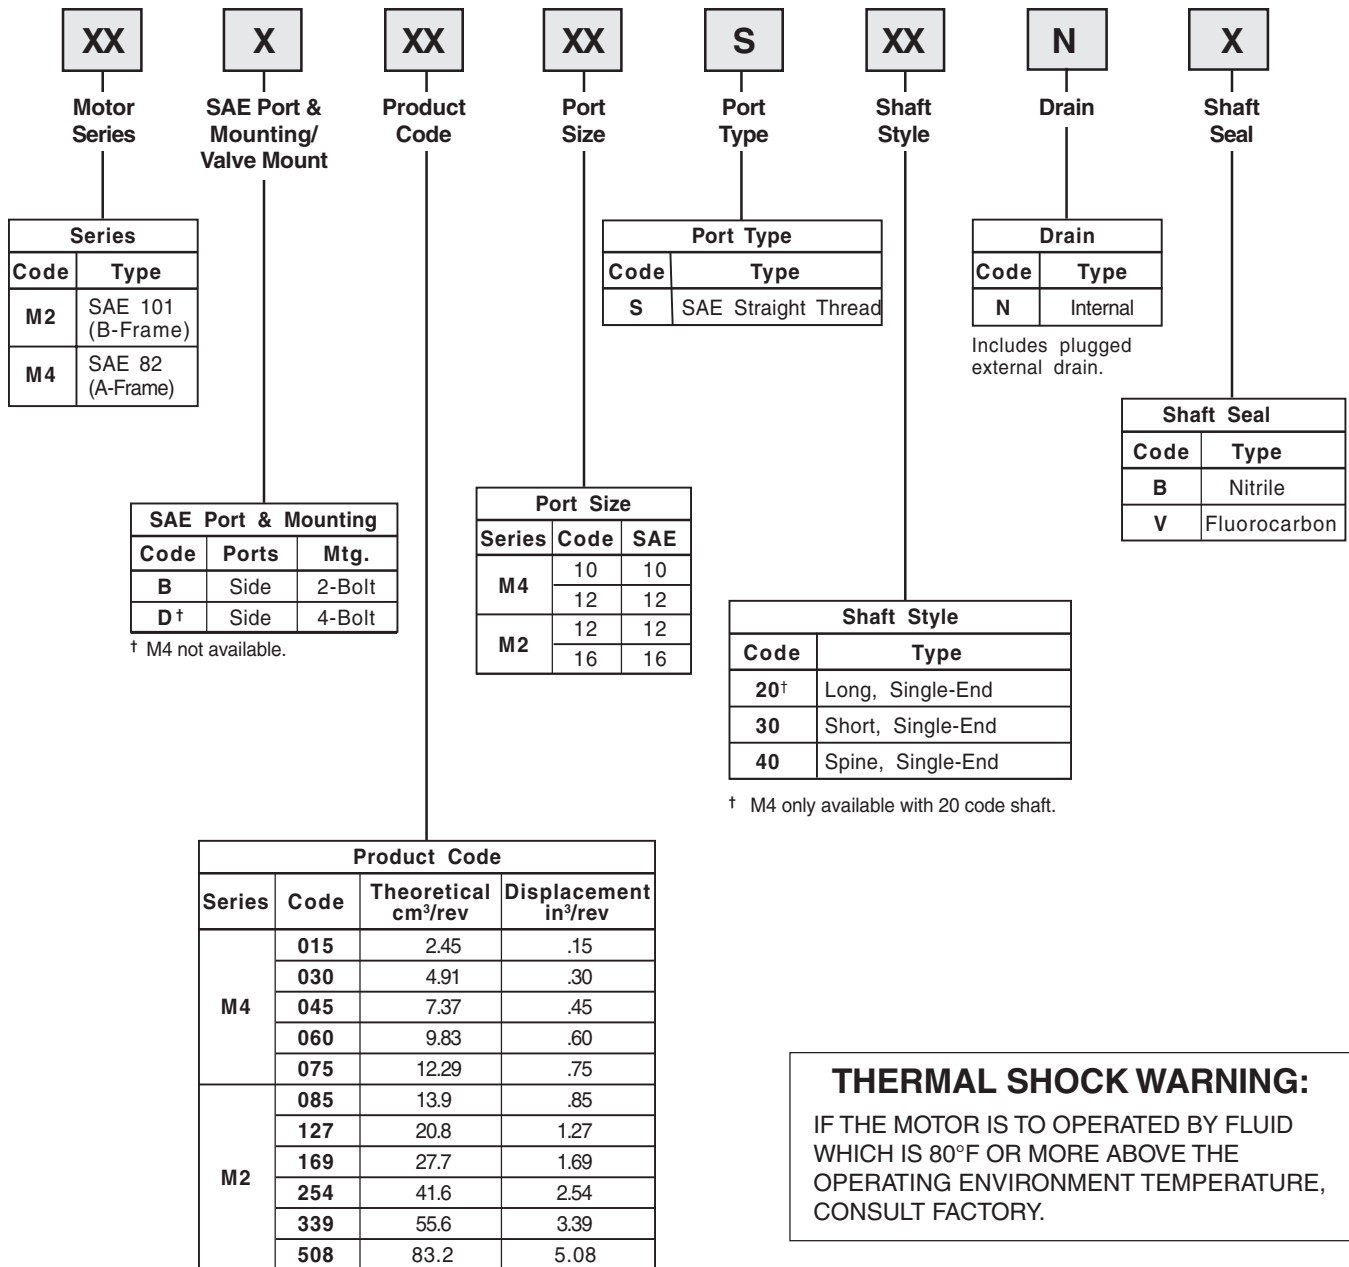 XX X XX XX S XX N X
Motor Series
SAE Port & Mounting/ Valve Mount
Product Code
Port Size
Port Type
Shaft Style
Drain
Shaft Seal
Series
Code Type
M2 SAE 101 (B-Frame)
M4 SAE 82 (A-Frame)
Port Type
Code Type
S SAE Straight Thread
Drain
Code Type
N Internal
Includes plugged
external drain.
Shaft Seal
Code Type
B Nitrile
V Fluorocarbon
SAE Port & Mounting
Code Ports Mtg.
B Side 2-Bolt
D† Side 4-Bolt
† M4 not available.
Port Size
Series Code SAE
M4 10 10
12 12
M2 12 12
16 16
Shaft Style
Code Type
20† Long, Single-End
30 Short, Single-End
40 Spine, Single-End
† M4 only available with 20 code shaft.
Product Code
Series Code Theoretical cm³/rev Displacement in³/rev
M4 015 2.45 .15
030 4.91 .30
045 7.37 .45
060 9.83 .60
075 12.29 .75
M2 085 13.9 .85
127 20.8 1.27
169 27.7 1.69
254 41.6 2.54
339 55.6 3.39
508 83.2 5.08
THERMAL SHOCK WARNING:
IF THE MOTOR IS TO OPERATED BY FLUID
WHICH IS 80°F OR MORE ABOVE THE
OPERATING ENVIRONMENT TEMPERATURE,
CONSULT FACTORY.